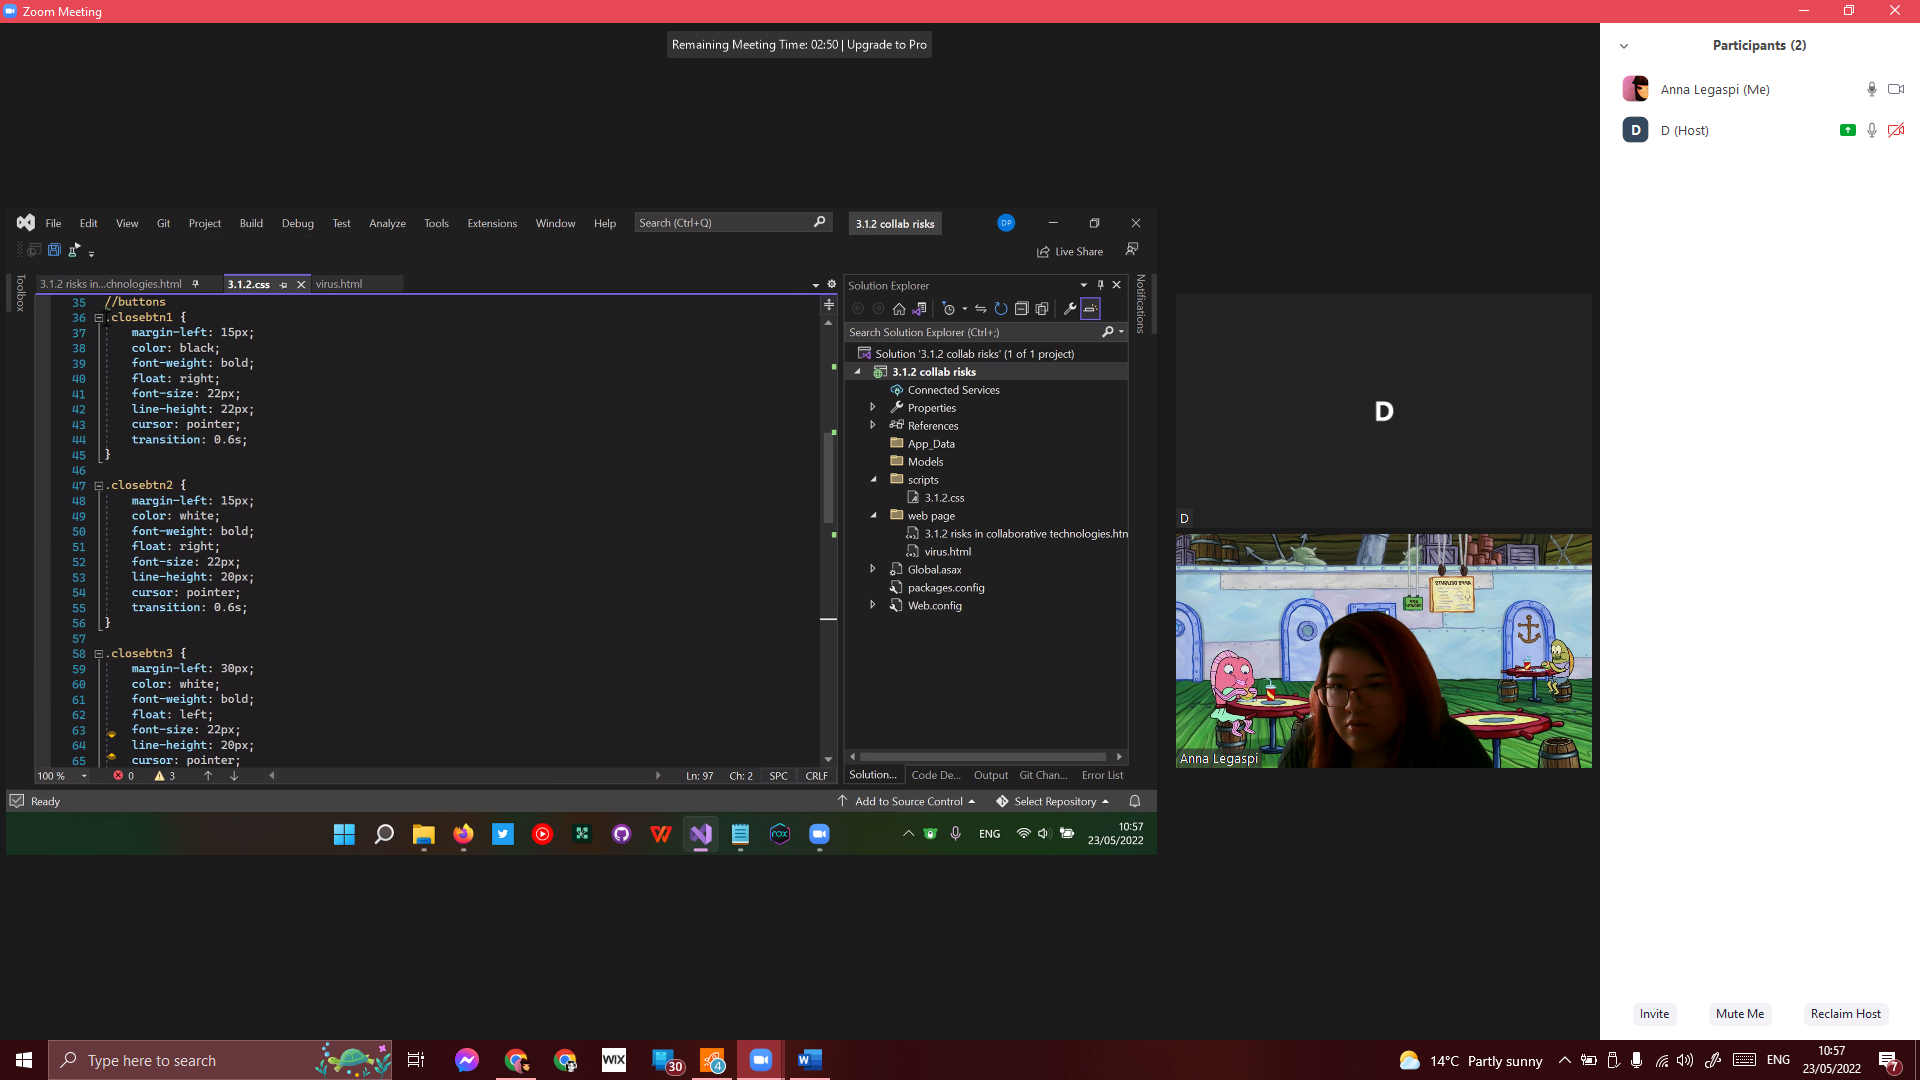 Zoom Meeting
Remaining Meeting Time: 02:50 | Upgrade to Pro
Participants (2)
Anna Legaspi (Me)
D
D (Host)
File Edit View Git Project Build Debug Test Analyze Tools Extensions Window Help
Search (Ctrl+Q)
3.1.2 collab risks
DP
Live Share
Toolbox
3.1.2 risks in...chnologies.html
3.1.2.css
virus.html
35 //buttons
36 .closebtn1 {
37 margin-left: 15px;
38 color: black;
39 font-weight: bold;
40 float: right;
41 font-size: 22px;
42 line-height: 22px;
43 cursor: pointer;
44 transition: 0.6s;
45 }
46
47 .closebtn2 {
48 margin-left: 15px;
49 color: white;
50 font-weight: bold;
51 float: right;
52 font-size: 22px;
53 line-height: 20px;
54 cursor: pointer;
55 transition: 0.6s;
56 }
57
58 .closebtn3 {
59 margin-left: 30px;
60 color: white;
61 font-weight: bold;
62 float: left;
63 font-size: 22px;
64 line-height: 20px;
65 cursor: pointer;
100 % 0 3 Ln: 97 Ch: 2 SPC CRLF
Solution Explorer
Search Solution Explorer (Ctrl+;)
Solution '3.1.2 collab risks' (1 of 1 project)
3.1.2 collab risks
Connected Services
Properties
References
App_Data
Models
scripts
3.1.2.css
web page
3.1.2 risks in collaborative technologies.htn
virus.html
Global.asax
packages.config
Web.config
Solution... Code De... Output Git Chan... Error List
Notifications
Ready
Add to Source Control
Select Repository
ENG
10:57
23/05/2022
D
D
Anna Legaspi
Invite
Mute Me
Reclaim Host
Type here to search
WIX
30
4
14°C Partly sunny
ENG
10:57
23/05/2022
7